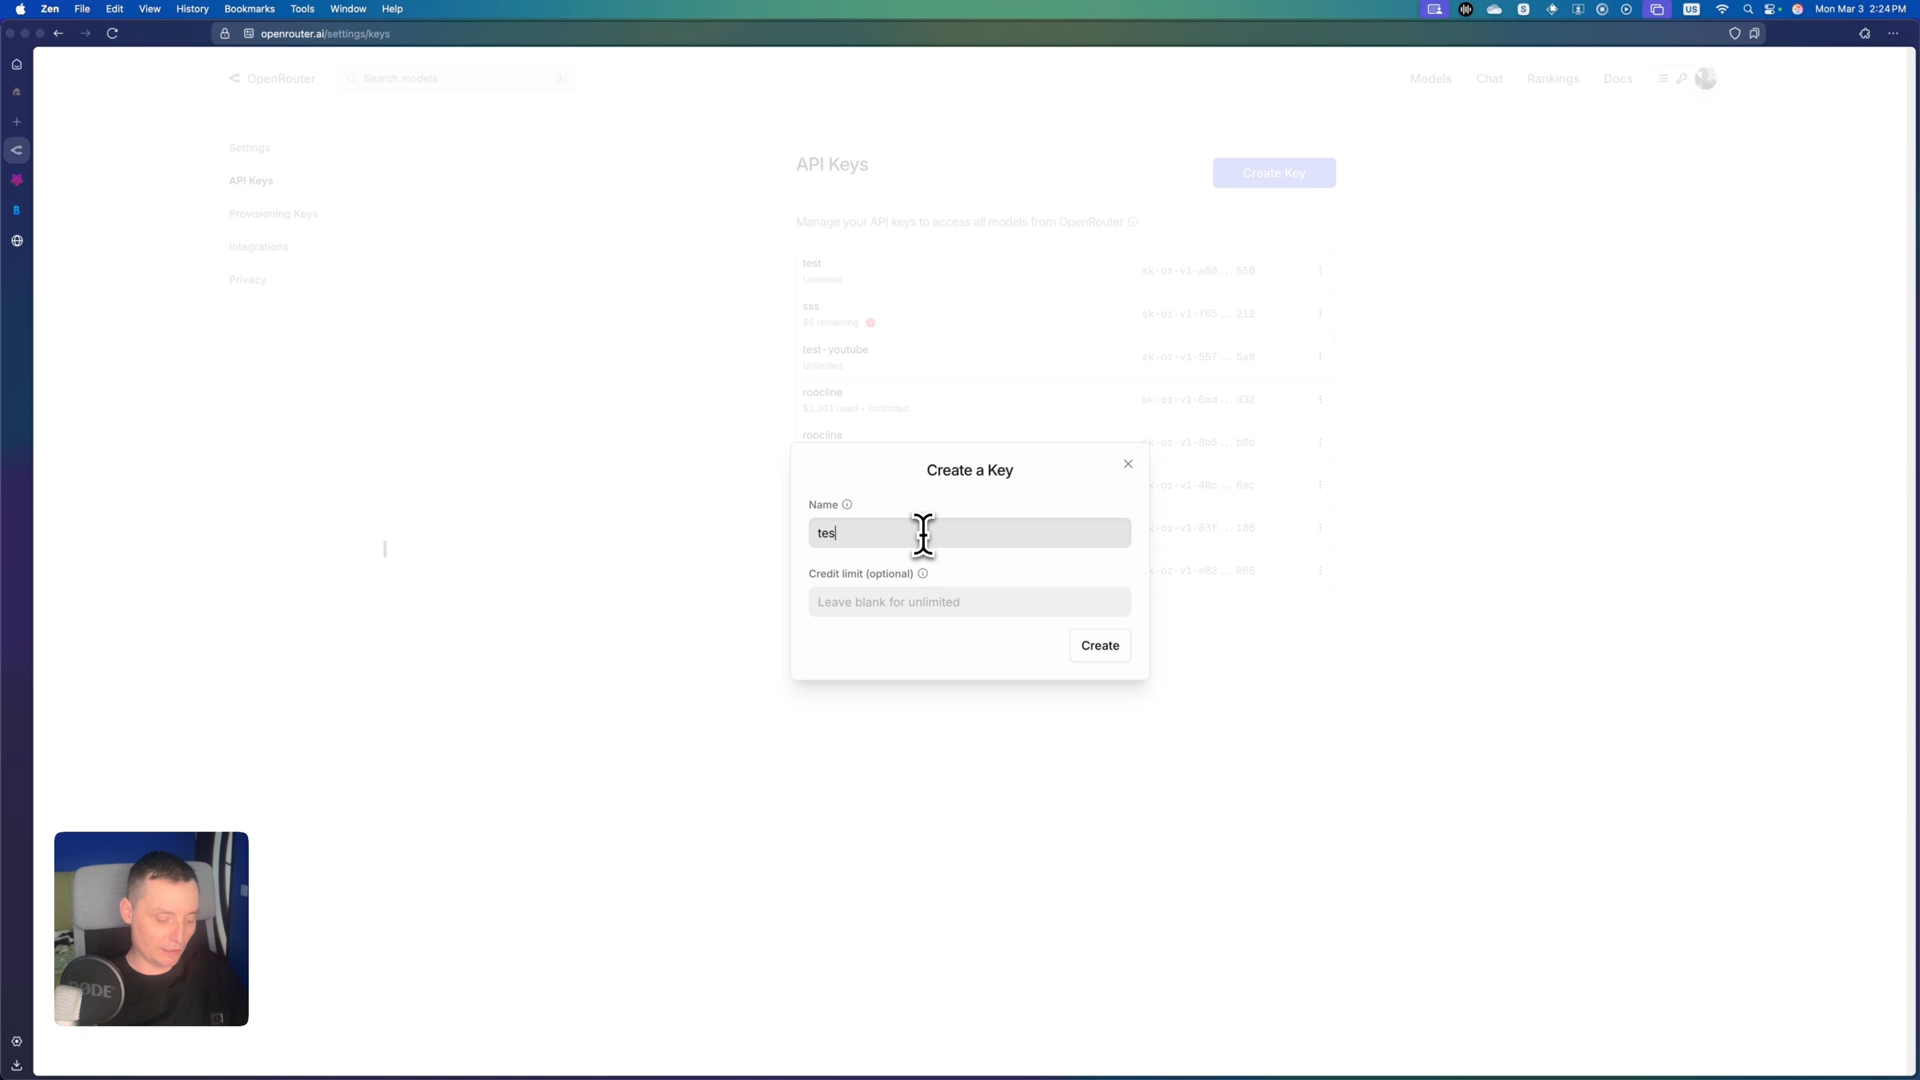 Zen File Edit View History Bookmarks Tools Window Help
S US Mon Mar 3 2:24 PM
openrouter.ai/settings/keys
OpenRouter Search models / Models Chat Rankings Docs
Settings
API Keys
Provisioning Keys
Integrations
Privacy
B
API Keys
Create Key
Manage your API keys to access all models from OpenRouter
test
Unlimited
sk-or-v1-a80...550
sss
$5 remaining
sk-or-v1-f65...212
test-youtube
Unlimited
sk-or-v1-557...5a0
roocline
$1.201 used • Unlimited
sk-or-v1-6ad...d32
roocline
sk-or-v1-8b5...b8b
sk-or-v1-48c...6ec
sk-or-v1-83f...186
sk-or-v1-e82...865
Create a Key
Name
tes
Credit limit (optional)
Leave blank for unlimited
Create
RØDE